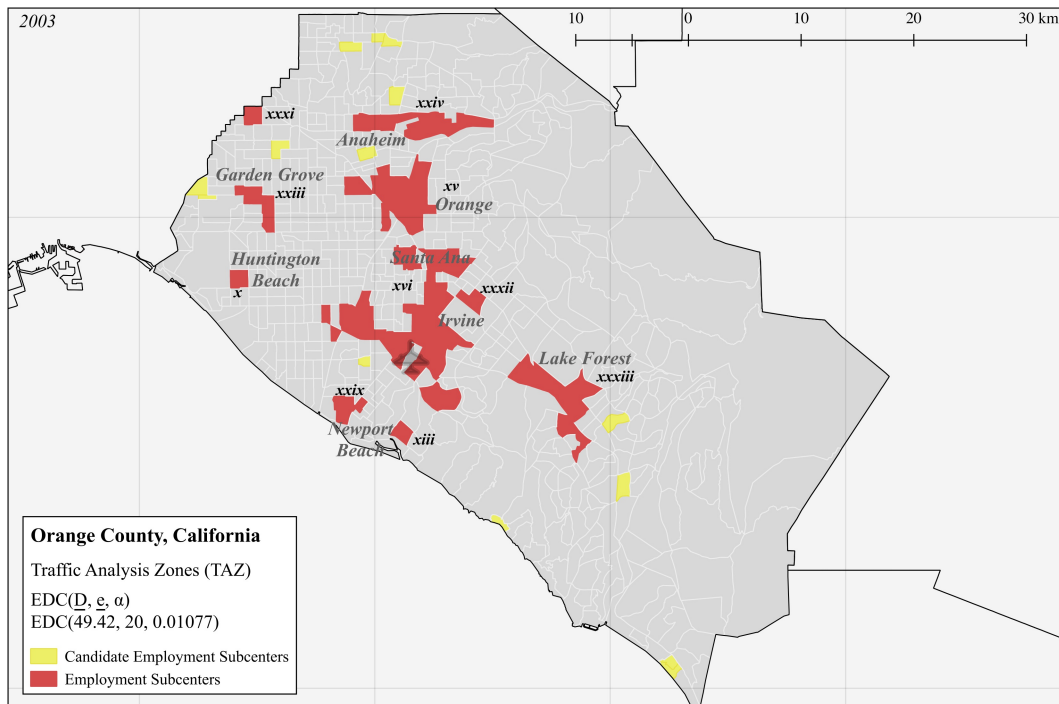 2003
10 0 10 20 30 km
xxxi
xxiv
Anaheim
Garden Grove
xxiii
xv
Orange
Huntington
Beach
x
Santa Ana
xvi
xxxii
Irvine
Lake Forest
xxxiii
xxix
Newport
Beach
xiii
Orange County, California
Traffic Analysis Zones (TAZ)
EDC(D, e, α)
EDC(49.42, 20, 0.01077)
Candidate Employment Subcenters
Employment Subcenters